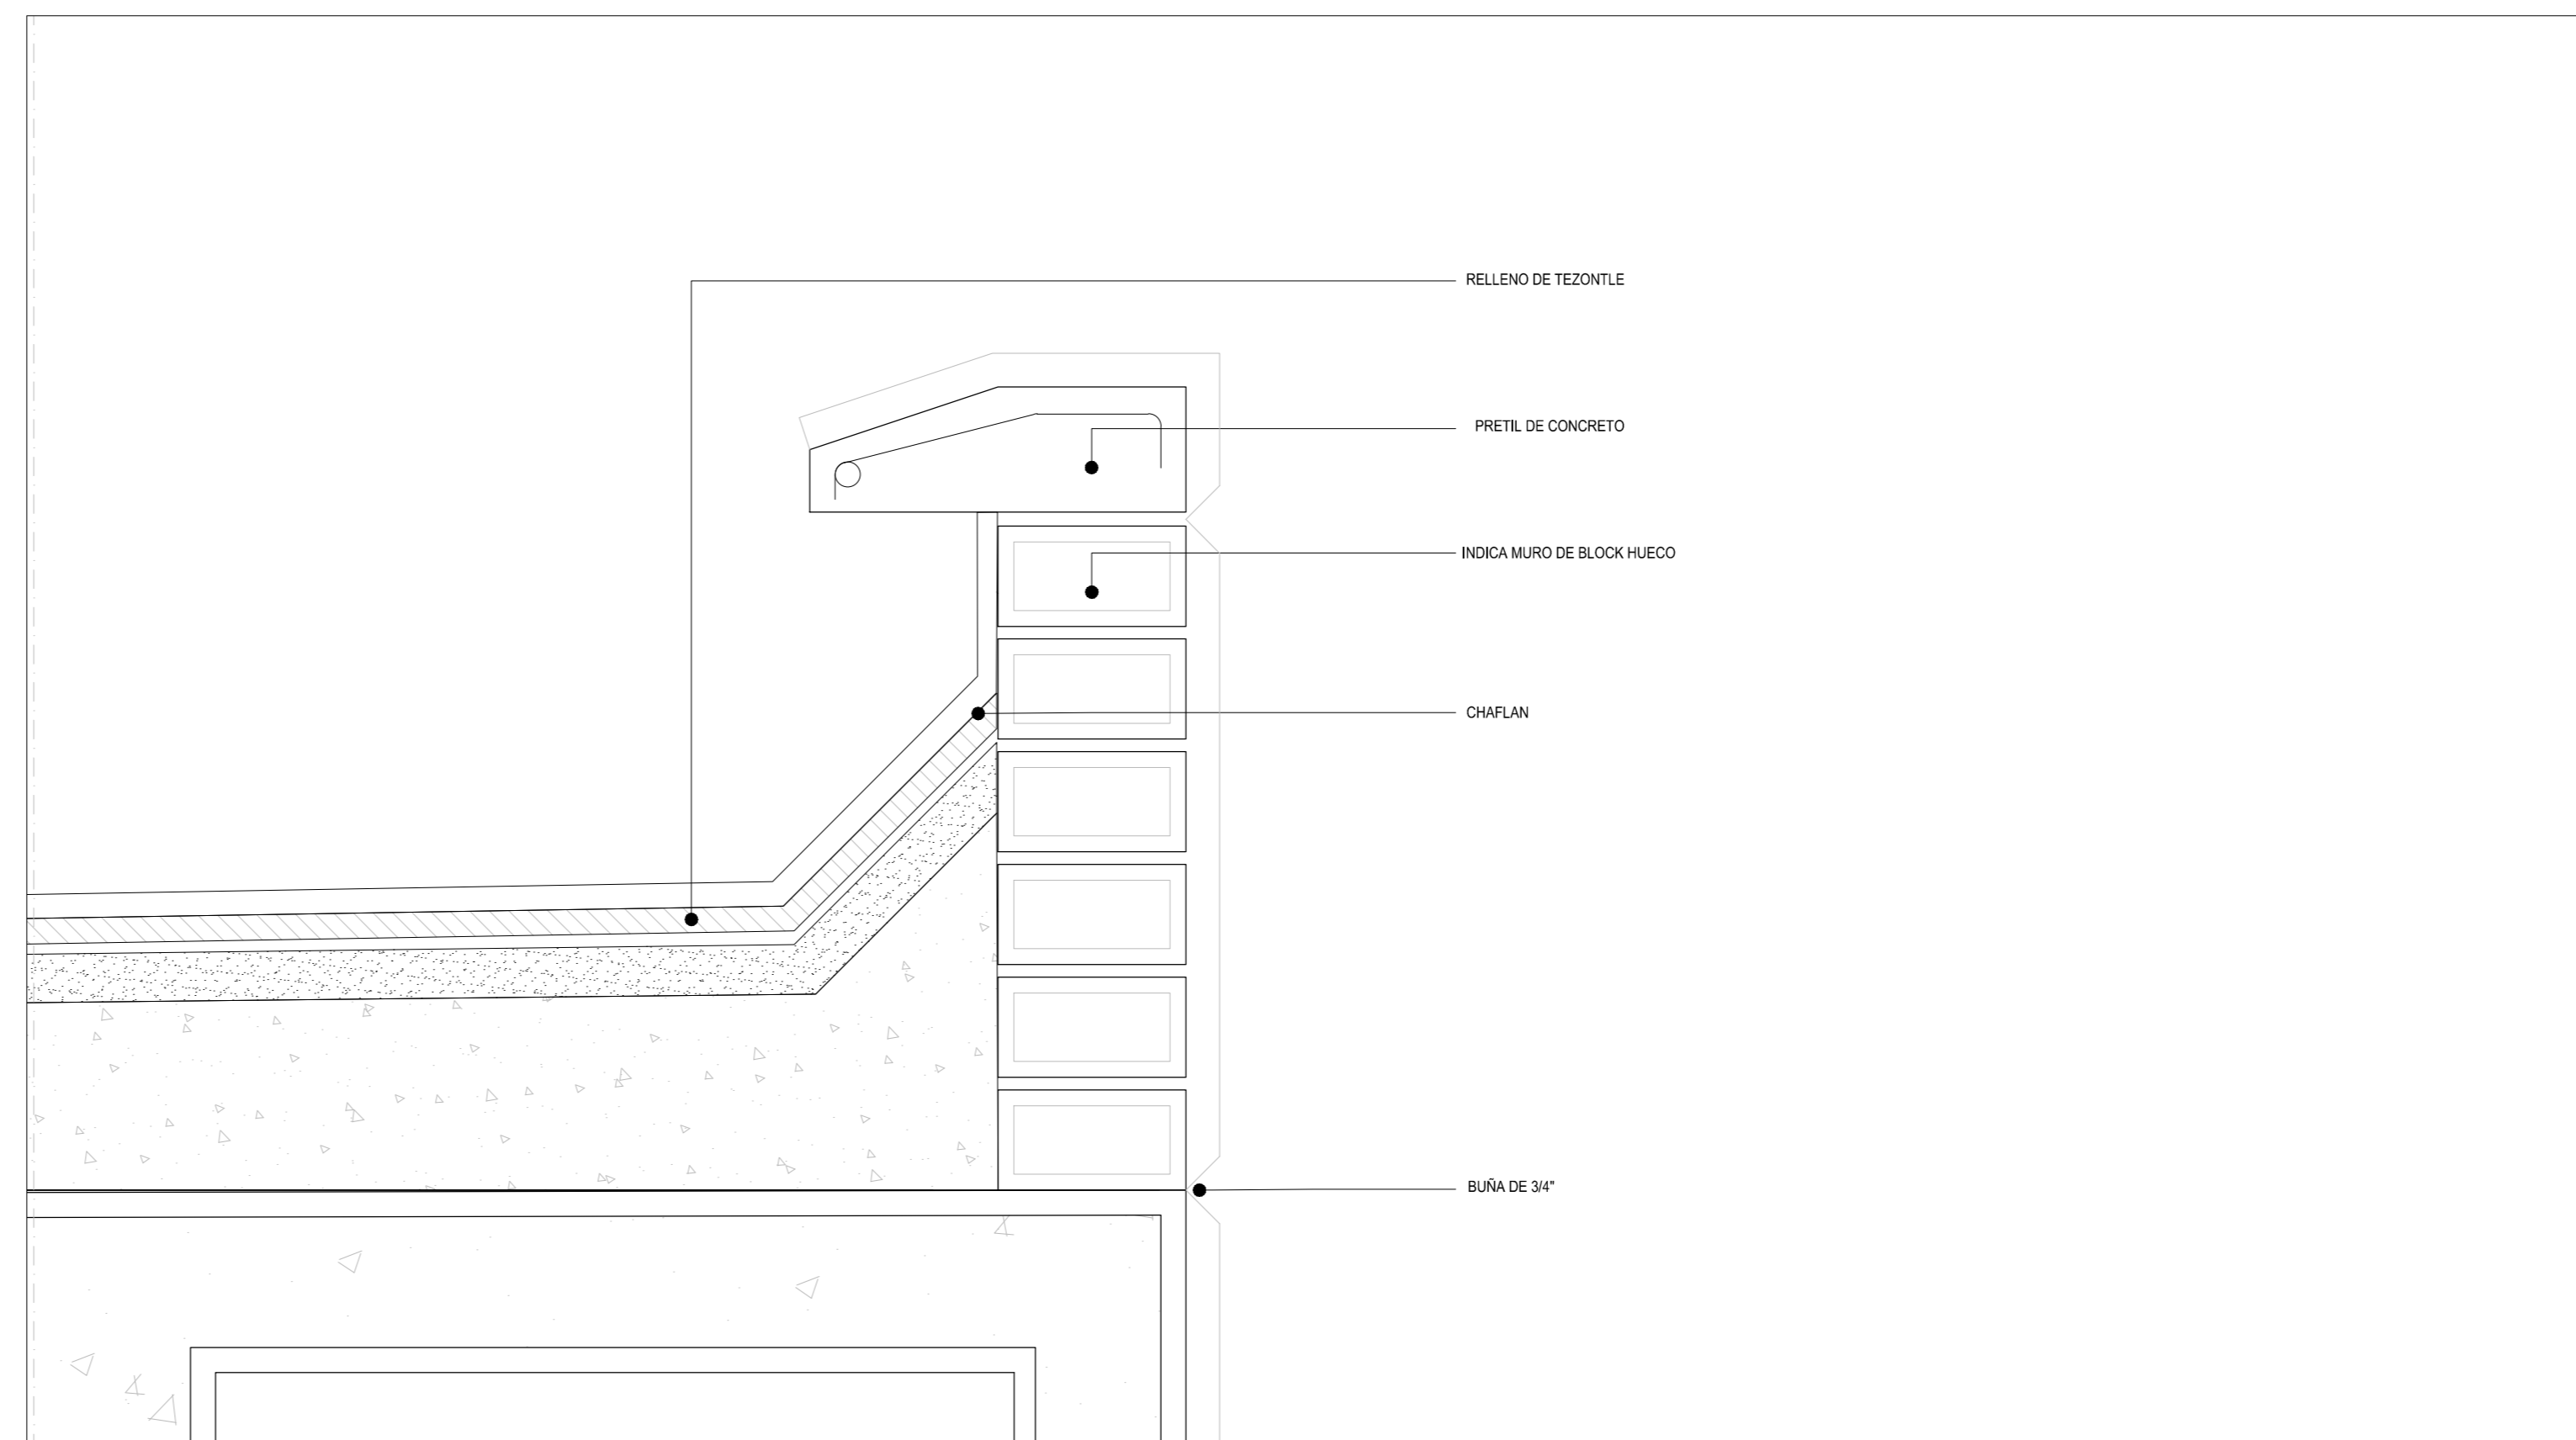 RELLENO DE TEZONTLE
PRETIL DE CONCRETO
INDICA MURO DE BLOCK HUECO
CHAFLAN
BUÑA DE 3/4"